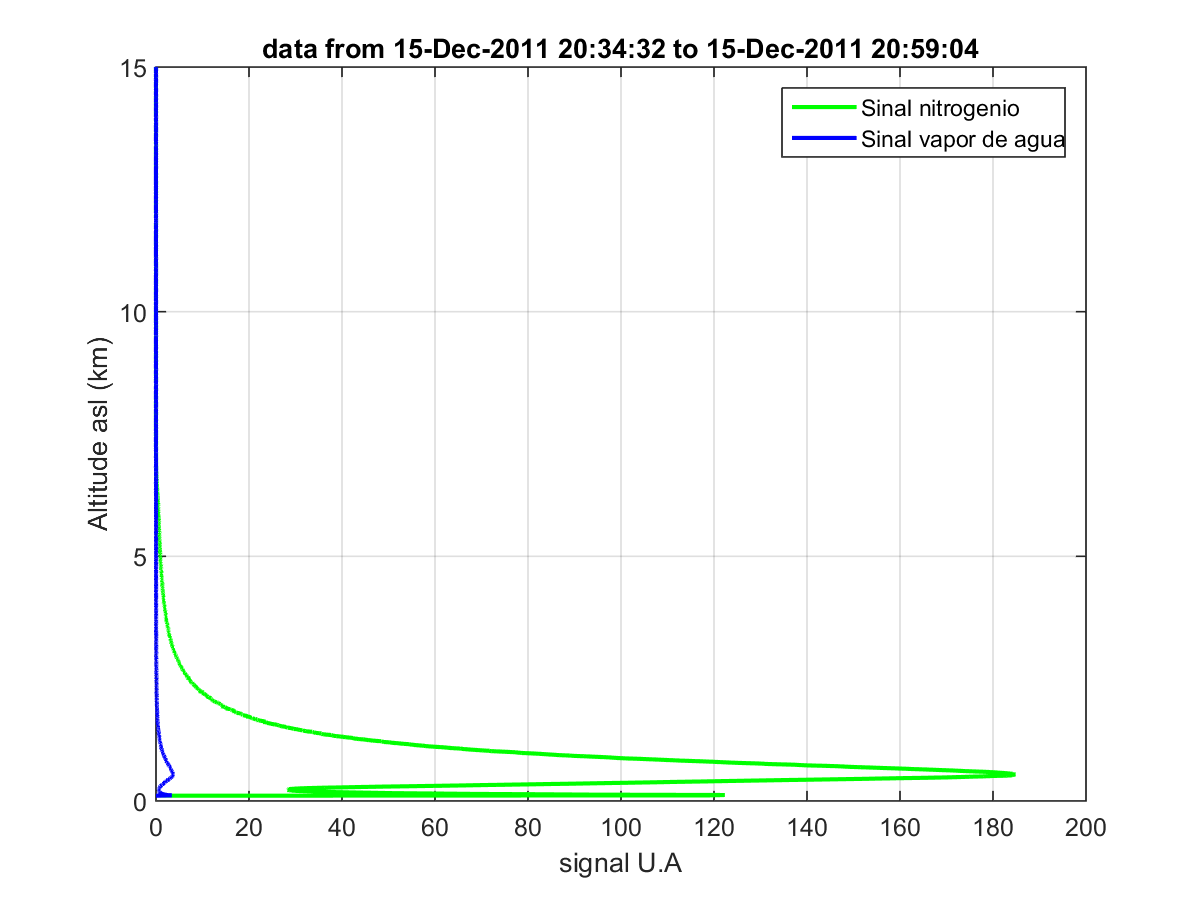 data from 15-Dec-2011 20:34:32 to 15-Dec-2011 20:59:04
Sinal nitrogenio
Sinal vapor de agua
15
10
5
0
Altitude asl (km)
0 20 40 60 80 100 120 140 160 180 200
signal U.A